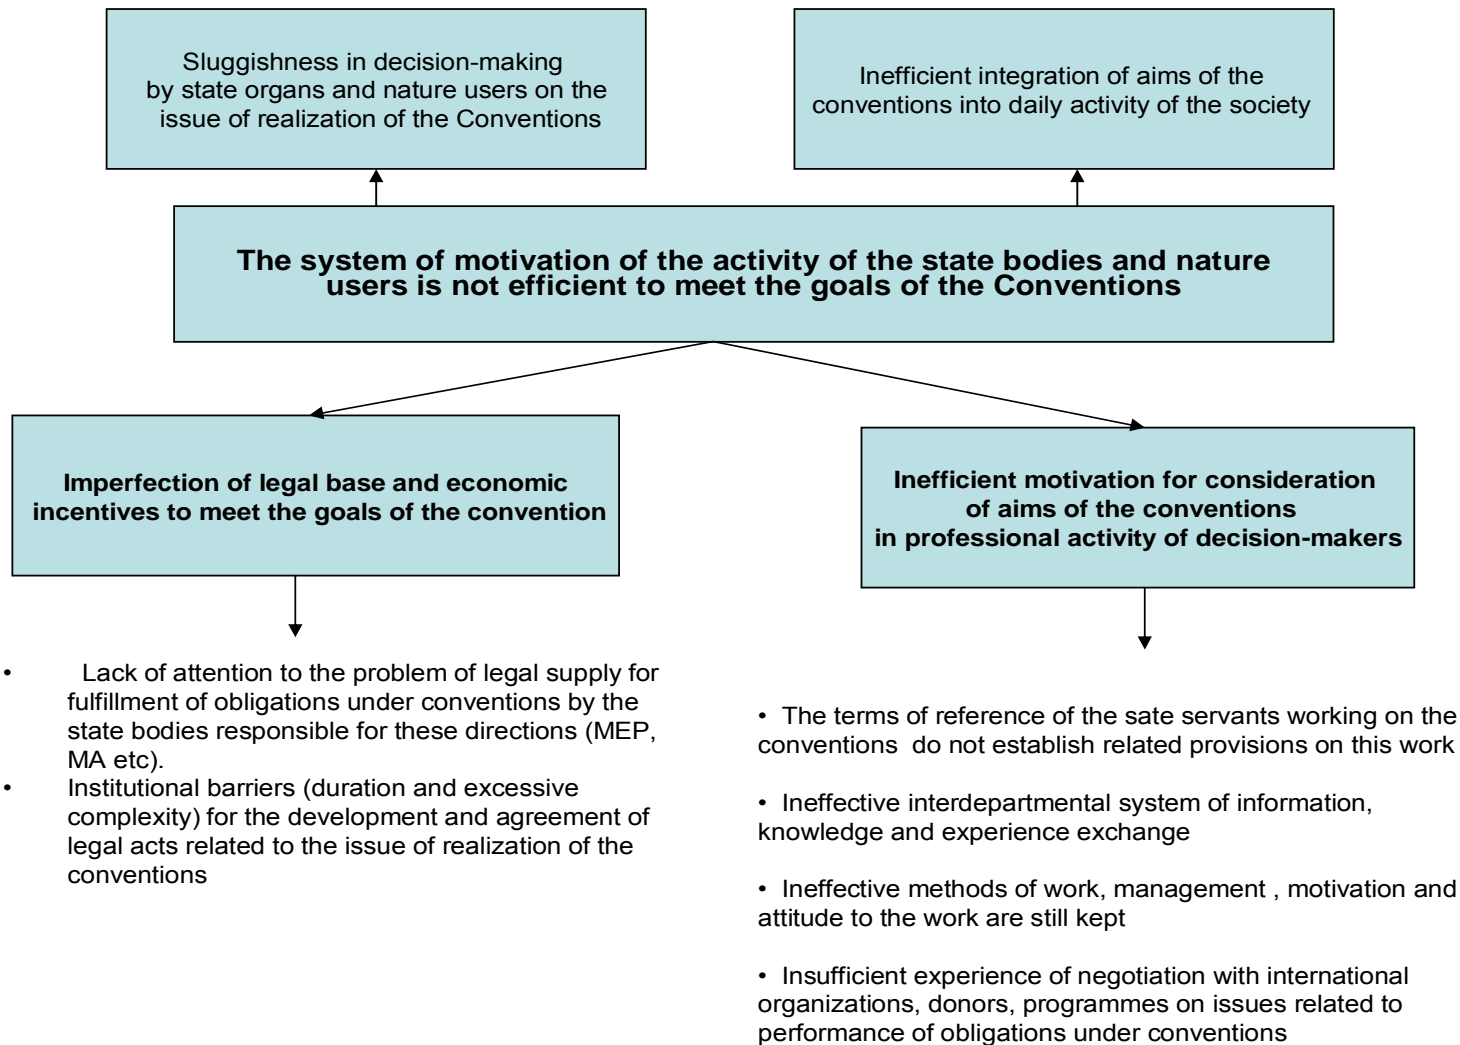 Sluggishness in decision-making
by state organs and nature users on the
issue of realization of the Conventions
Inefficient integration of aims of the
conventions into daily activity of the society
The system of motivation of the activity of the state bodies and nature
users is not efficient to meet the goals of the Conventions
Imperfection of legal base and economic
incentives to meet the goals of the convention
Inefficient motivation for consideration
of aims of the conventions
in professional activity of decision-makers
• Lack of attention to the problem of legal supply for
fulfillment of obligations under conventions by the
state bodies responsible for these directions (MEP,
MA etc).
• Institutional barriers (duration and excessive
complexity) for the development and agreement of
legal acts related to the issue of realization of the
conventions
• The terms of reference of the sate servants working on the
conventions do not establish related provisions on this work
• Ineffective interdepartmental system of information,
knowledge and experience exchange
• Ineffective methods of work, management , motivation and
attitude to the work are still kept
• Insufficient experience of negotiation with international
organizations, donors, programmes on issues related to
performance of obligations under conventions